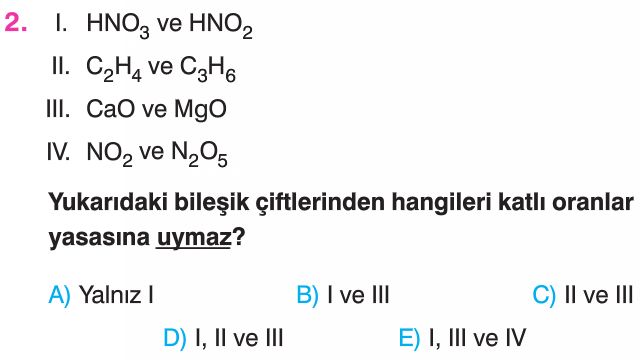 2. I. HNO₃ ve HNO₂
II. C₂H₄ ve C₃H₆
III. CaO ve MgO
IV. NO₂ ve N₂O₅
Yukarıdaki bileşik çiftlerinden hangileri katlı oranlar
yasasına uymaz?
A) Yalnız I B) I ve III C) II ve III
D) I, II ve III E) I, III ve IV